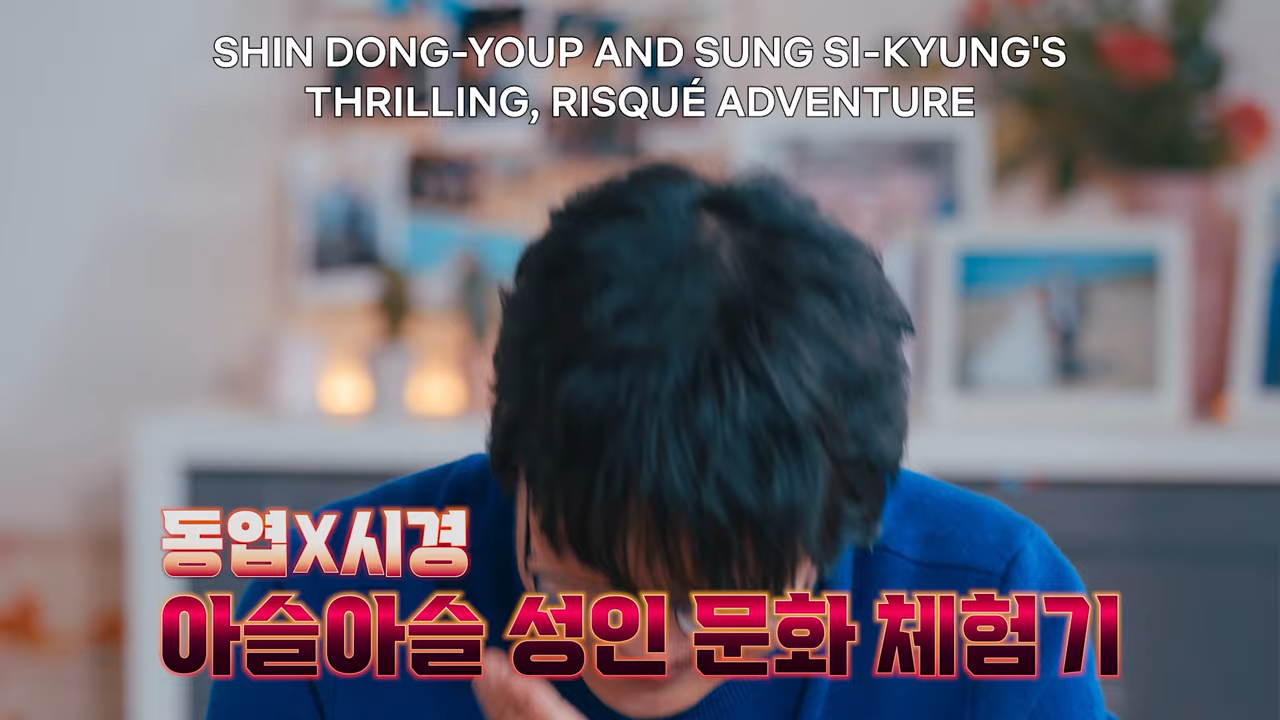 SHIN DONG-YOUP AND SUNG SI-KYUNG'S
THRILLING, RISQUÉ ADVENTURE
동엽X시경
아슬아슬 성인 문화 체험기